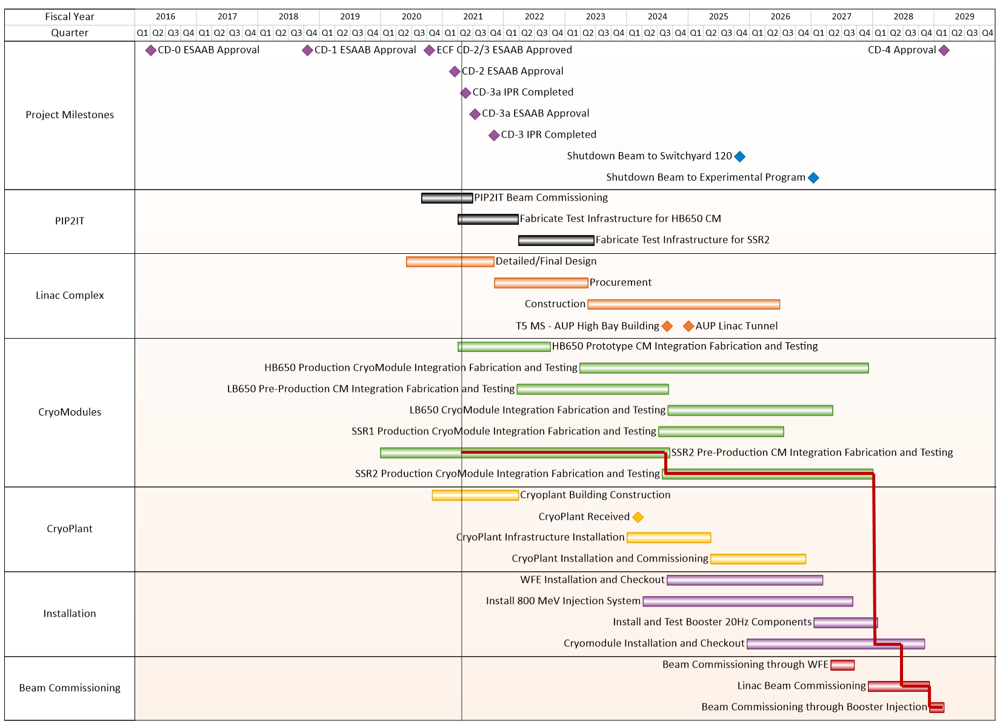 Fiscal Year 2016 2017 2018 2019 2020 2021 2022 2023 2024 2025 2026 2027 2028 2029
Quarter Q1 Q2 Q3 Q4 Q1 Q2 Q3 Q4 Q1 Q2 Q3 Q4 Q1 Q2 Q3 Q4 Q1 Q2 Q3 Q4 Q1 Q2 Q3 Q4 Q1 Q2 Q3 Q4 Q1 Q2 Q3 Q4 Q1 Q2 Q3 Q4 Q1 Q2 Q3 Q4 Q1 Q2 Q3 Q4 Q1 Q2 Q3 Q4 Q1 Q2 Q3 Q4 Q1 Q2 Q3 Q4
Project Milestones
CD-0 ESAAB Approval CD-1 ESAAB Approval ECF CD-2/3 ESAAB Approved CD-4 Approval
CD-2 ESAAB Approval
CD-3a IPR Completed
CD-3a ESAAB Approval
CD-3 IPR Completed
Shutdown Beam to Switchyard 120
Shutdown Beam to Experimental Program
PIP2IT
PIP2IT Beam Commissioning
Fabricate Test Infrastructure for HB650 CM
Fabricate Test Infrastructure for SSR2
Linac Complex
Detailed/Final Design
Procurement
Construction
T5 MS - AUP High Bay Building AUP Linac Tunnel
CryoModules
HB650 Prototype CM Integration Fabrication and Testing
HB650 Production CryoModule Integration Fabrication and Testing
LB650 Pre-Production CM Integration Fabrication and Testing
LB650 CryoModule Integration Fabrication and Testing
SSR1 Production CryoModule Integration Fabrication and Testing
SSR2 Pre-Production CM Integration Fabrication and Testing
SSR2 Production CryoModule Integration Fabrication and Testing
CryoPlant
Cryoplant Building Construction
CryoPlant Received
CryoPlant Infrastructure Installation
CryoPlant Installation and Commissioning
Installation
WFE Installation and Checkout
Install 800 MeV Injection System
Install and Test Booster 20Hz Components
Cryomodule Installation and Checkout
Beam Commissioning
Beam Commissioning through WFE
Linac Beam Commissioning
Beam Commissioning through Booster Injection